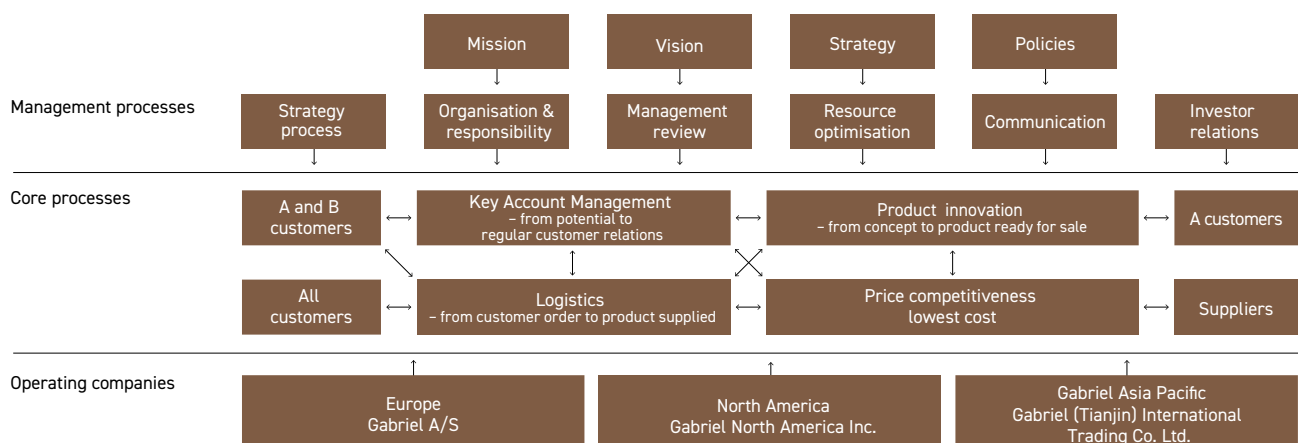 Mission
Vision
Strategy
Policies
Management processes
Strategy
process
Organisation &
responsibility
Management
review
Resource
optimisation
Communication
Investor
relations
Core processes
A and B
customers
Key Account Management
– from potential to
regular customer relations
Product innovation
– from concept to product ready for sale
A customers
All
customers
Logistics
– from customer order to product supplied
Price competitiveness
lowest cost
Suppliers
Operating companies
Europe
Gabriel A/S
North America
Gabriel North America Inc.
Gabriel Asia Pacific
Gabriel (Tianjin) International
Trading Co. Ltd.